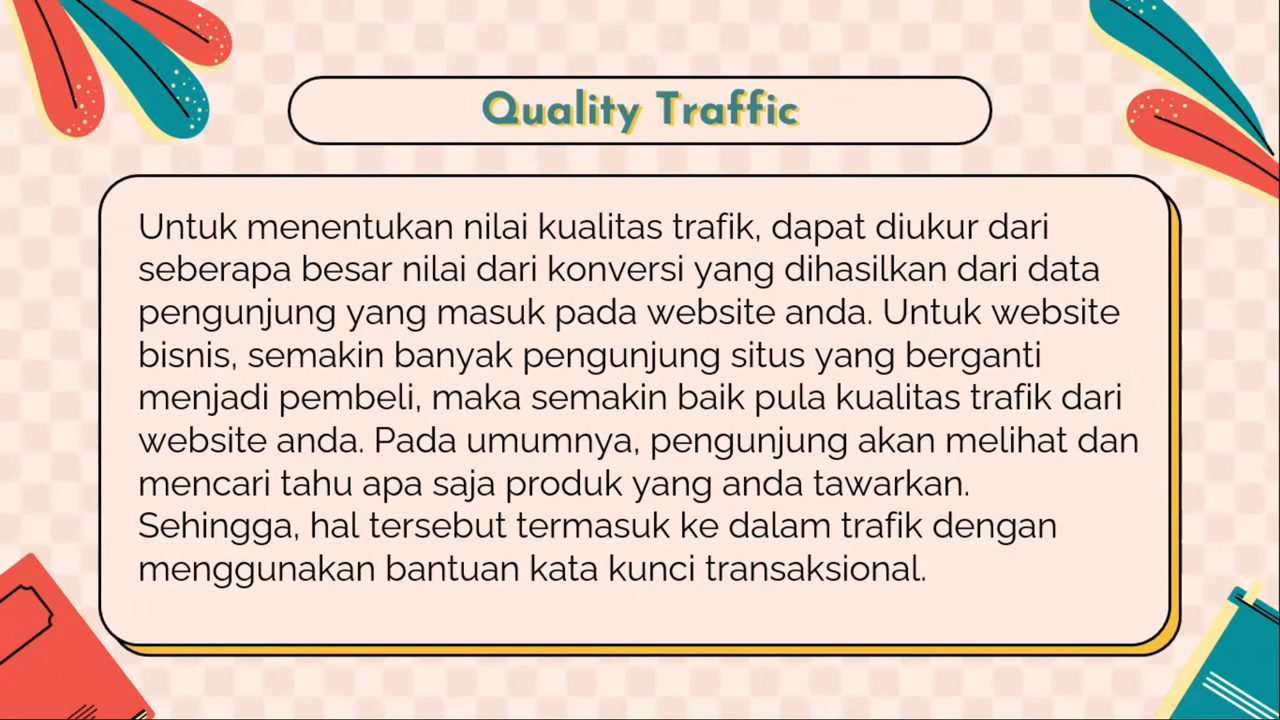 Quality Traffic
Untuk menentukan nilai kualitas trafik, dapat diukur dari
seberapa besar nilai dari konversi yang dihasilkan dari data
pengunjung yang masuk pada website anda. Untuk website
bisnis, semakin banyak pengunjung situs yang berganti
menjadi pembeli, maka semakin baik pula kualitas trafik dari
website anda. Pada umumnya, pengunjung akan melihat dan
mencari tahu apa saja produk yang anda tawarkan.
Sehingga, hal tersebut termasuk ke dalam trafik dengan
menggunakan bantuan kata kunci transaksional.